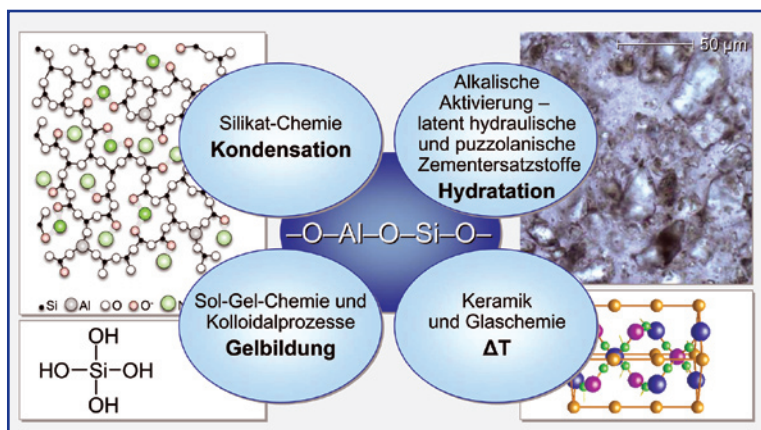 50 µm
Silikat-Chemie
Kondensation
Alkalische
Aktivierung –
latent hydraulische
und puzzolanische
Zementersatzstoffe
Hydratation
–O–Al–O–Si–O–
Si Al O O⁻
Sol-Gel-Chemie und
Kolloidalprozesse
Gelbildung
Keramik
und Glaschemie
ΔT
OH
HO–Si–OH
OH